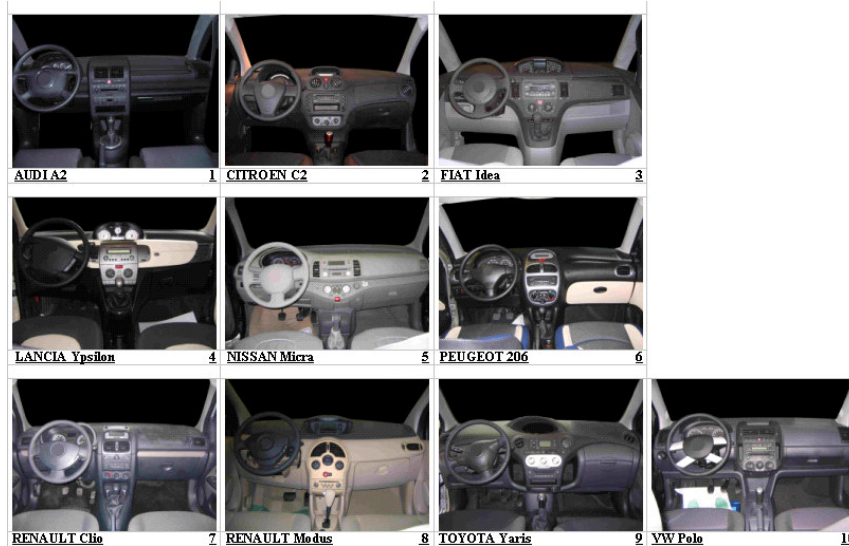 AUDI A2 1
CITROEN C2 2
FIAT Idea 3
LANCIA Ypsilon 4
NISSAN Micra 5
PEUGEOT 206 6
RENAULT Clio 7
RENAULT Modus 8
TOYOTA Yaris 9
VW Polo 10